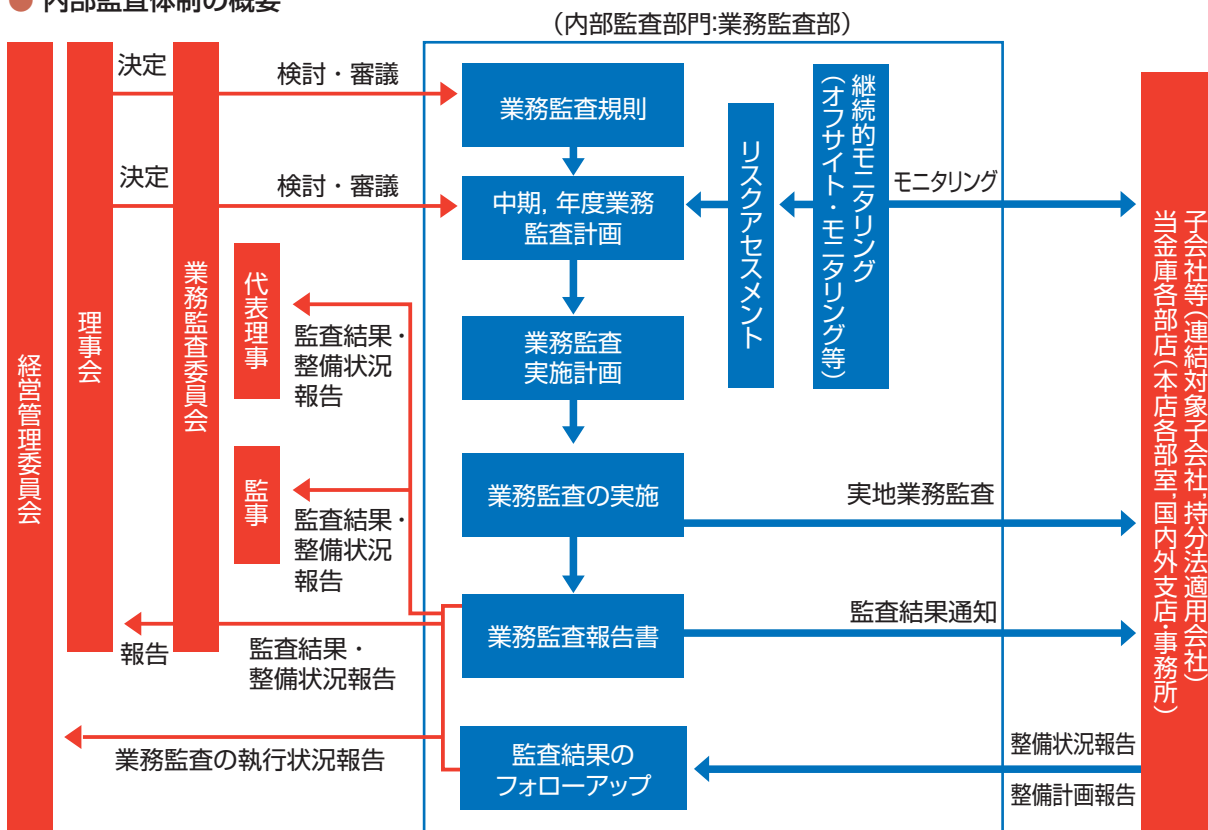 ● 内部監査体制の概要
(内部監査部門:業務監査部)
決定
検討・審議
業務監査規則
決定
検討・審議
中期, 年度業務
監査計画
リスクアセスメント
継続的モニタリング
(オフサイト・モニタリング等)
モニタリング
経営管理委員会
理事会
業務監査委員会
代表理事
監査結果・
整備状況
報告
業務監査
実施計画
監事
監査結果・
整備状況
報告
業務監査の実施
実地業務監査
報告
監査結果・
整備状況報告
業務監査報告書
監査結果通知
業務監査の執行状況報告
監査結果の
フォローアップ
整備状況報告
整備計画報告
子会社等(連結対象子会社,持分法適用会社)
当金庫各部店(本店各部室,国内外支店・事務所)